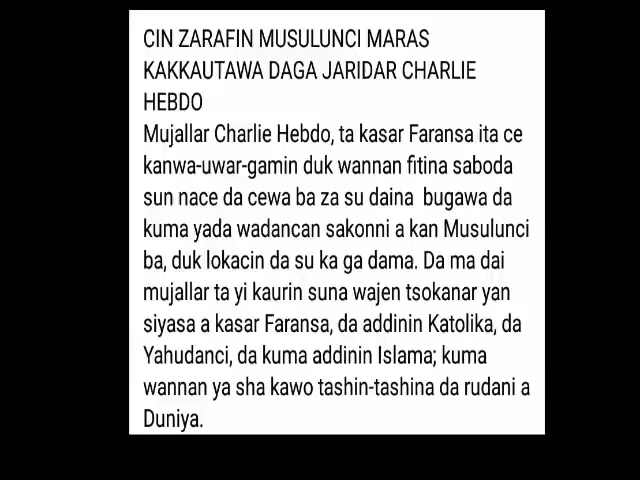 CIN ZARAFIN MUSULUNCI MARAS
KAKKAUTAWA DAGA JARIDAR CHARLIE
HEBDO
Mujallar Charlie Hebdo, ta kasar Faransa ita ce
kanwa-uwar-gamin duk wannan fitina saboda
sun nace da cewa ba za su daina bugawa da
kuma yada wadancan sakonni a kan Musulunci
ba, duk lokacin da su ka ga dama. Da ma dai
mujallar ta yi kaurin suna wajen tsokanar yan
siyasa a kasar Faransa, da addinin Katolika, da
Yahudanci, da kuma addinin Islama; kuma
wannan ya sha kawo tashin-tashina da rudani a
Duniya.